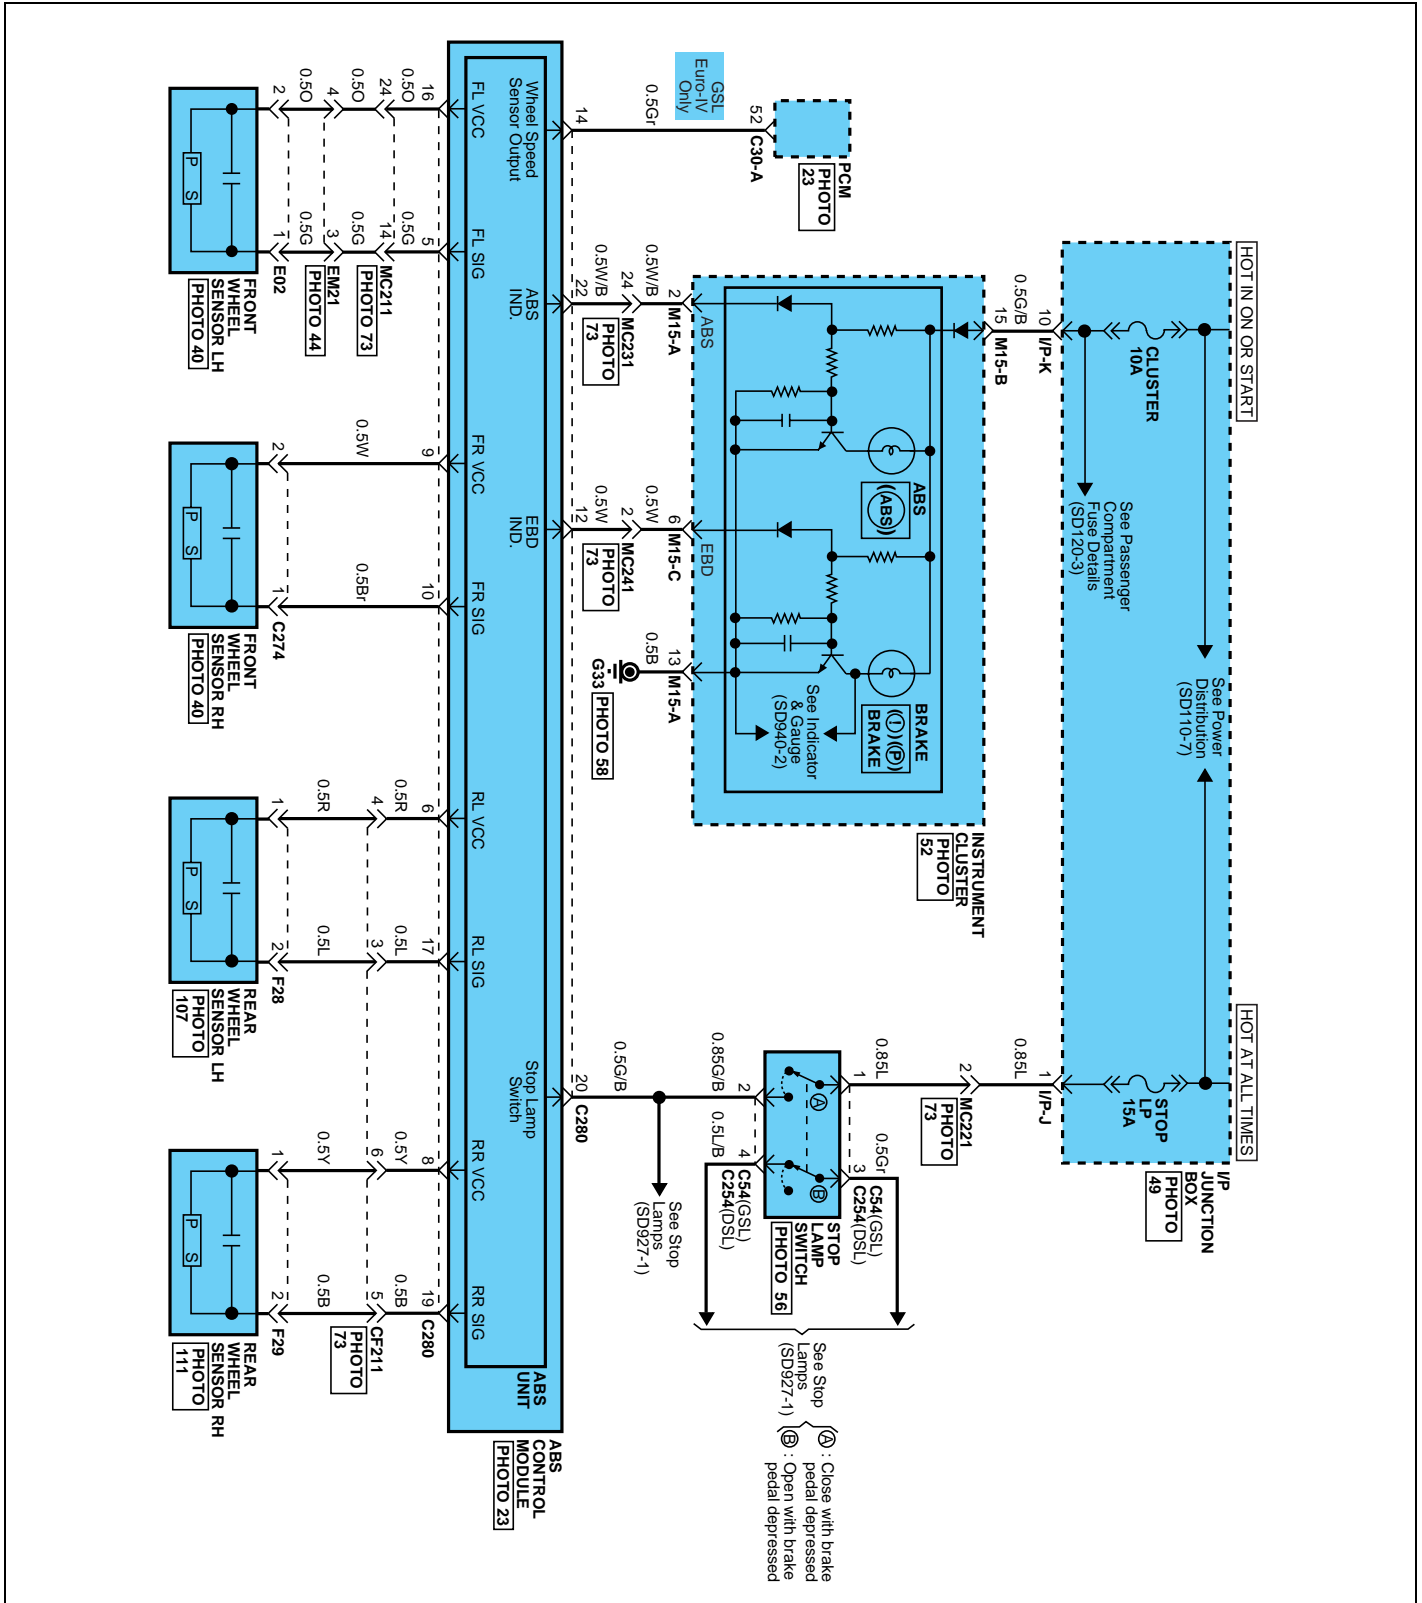 HOT IN ON OR START
HOT AT ALL TIMES
CLUSTER
10A
See Passenger
Compartment
Fuse Details
(SD120-3)
See Power
Distribution
(SD110-7)
STOP
LP
15A
I/P
JUNCTION
BOX
PHOTO
49
10
I/P-K
0.5G/B
15
M15-B
1
I/P-J
0.85L
2
MC221
PHOTO
73
0.85L
1
0.5Gr
3
C54(GSL)
C254(DSL)
PCM
PHOTO
23
52
C30-A
0.5Gr
GSL
Euro-IV
Only
14
INSTRUMENT
CLUSTER
PHOTO
52
ABS
(ABS)
BRAKE
(!)(P)
BRAKE
See Indicator
& Gauge
(SD940-2)
ABS
EBD
2
M15-A
0.5W/B
24
MC231
PHOTO
73
0.5W/B
22
6
M15-C
0.5W
2
MC241
PHOTO
73
0.5W
12
13
M15-A
0.5B
G33
PHOTO 58
STOP
LAMP
SWITCH
PHOTO 56
A
B
2
0.85G/B
4
0.5L/B
C54(GSL)
C254(DSL)
See Stop
Lamps
(SD927-1)
A : Close with brake
pedal depressed
B : Open with brake
pedal depressed
See Stop
Lamps
(SD927-1)
0.5G/B
20
C280
Wheel Speed
Sensor Output
ABS
IND.
EBD
IND.
Stop Lamp
Switch
ABS
UNIT
ABS
CONTROL
MODULE
PHOTO 23
FL VCC
FL SIG
FR VCC
FR SIG
RL VCC
RL SIG
RR VCC
RR SIG
16
5
9
10
6
17
8
19
C280
0.5O
0.5G
24
14
MC211
PHOTO 73
0.5O
0.5G
4
3
EM21
PHOTO 44
0.5O
0.5G
2
1
E02
FRONT
WHEEL
SENSOR LH
PHOTO 40
P S
0.5W
0.5Br
2
1
C274
FRONT
WHEEL
SENSOR RH
PHOTO 40
P S
0.5R
0.5L
0.5Y
0.5B
4
3
6
5
CF211
PHOTO
73
0.5R
0.5L
1
2
F28
REAR
WHEEL
SENSOR LH
PHOTO
107
P S
0.5Y
0.5B
1
2
F29
REAR
WHEEL
SENSOR RH
PHOTO
111
P S